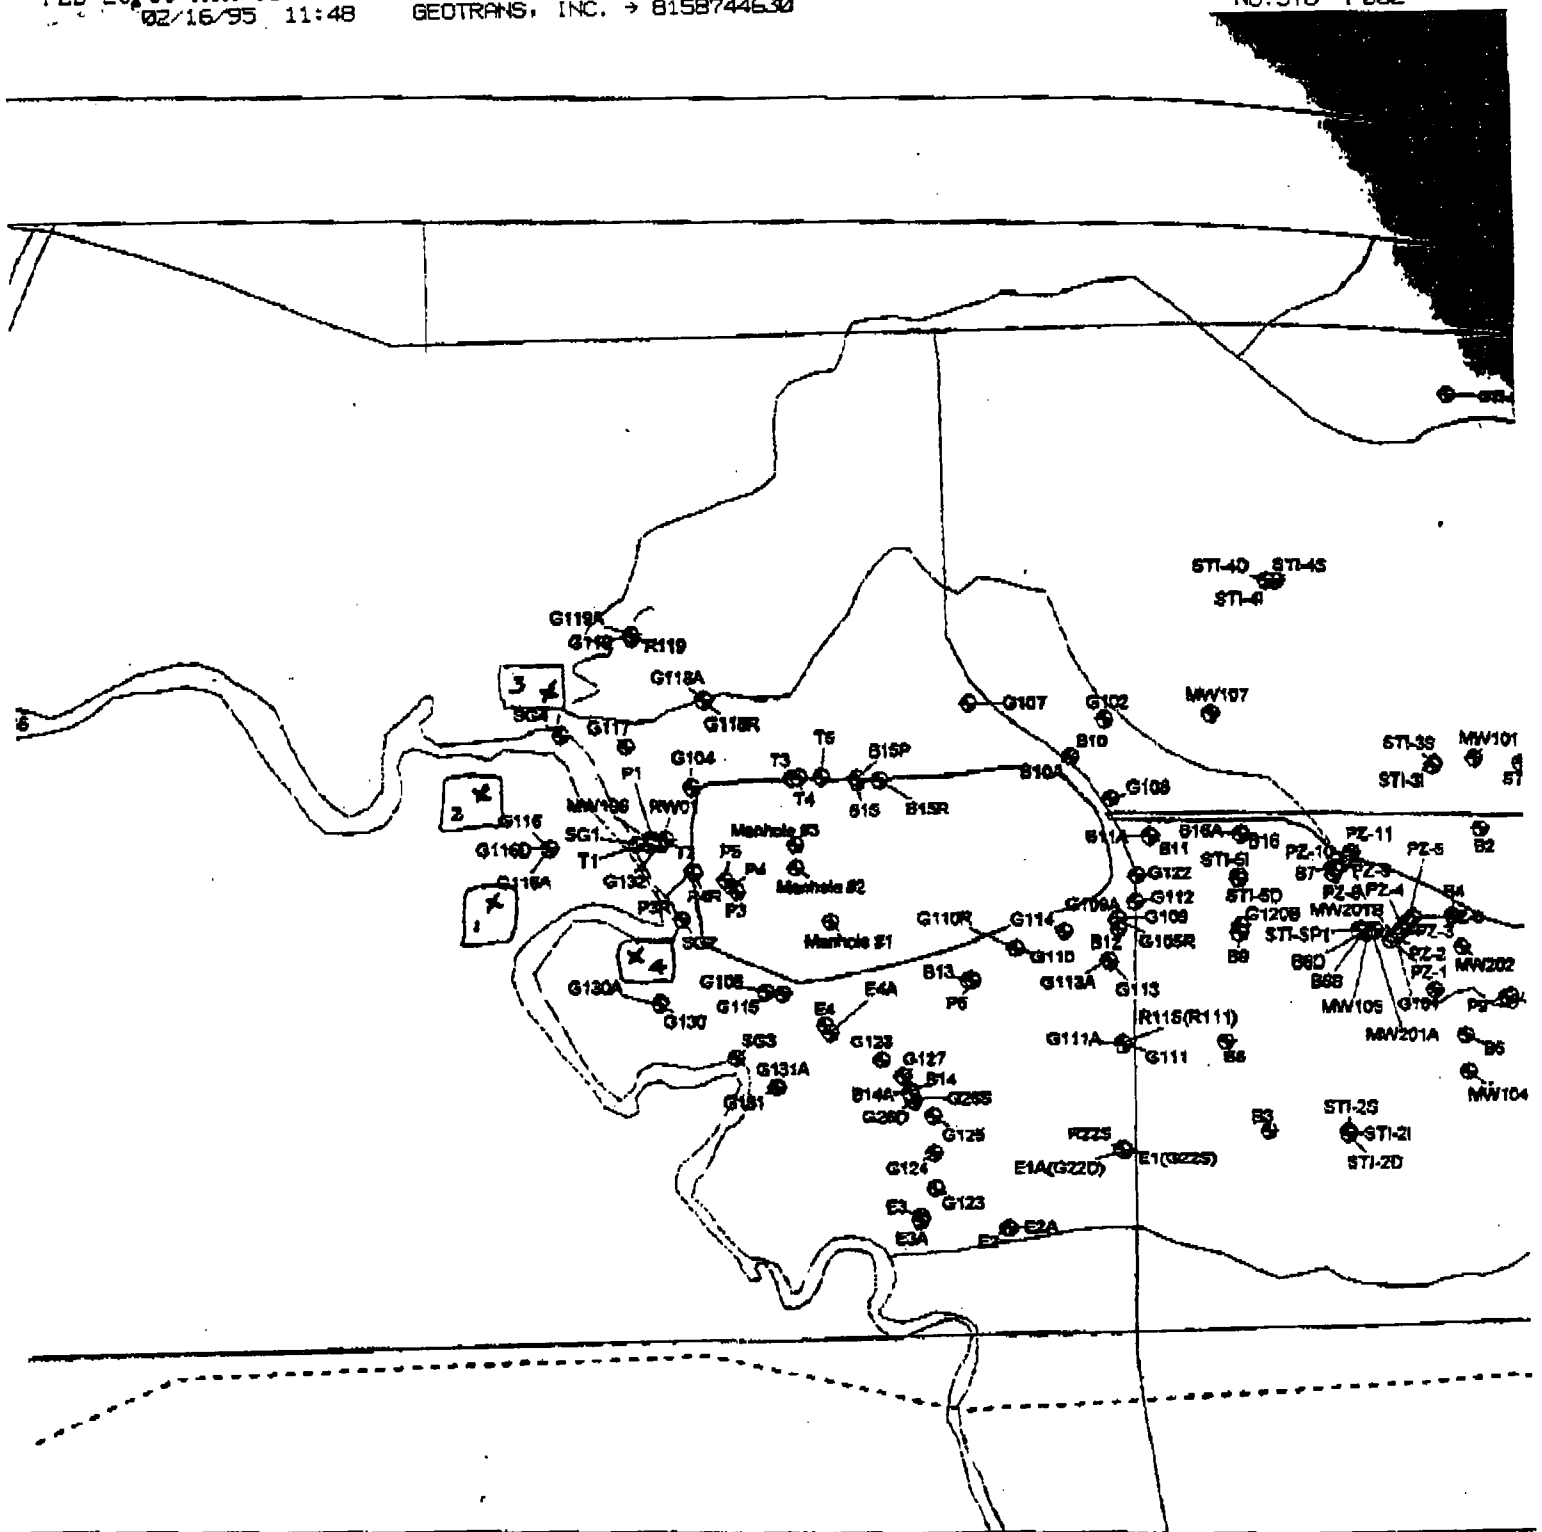 02/16/95 11:48 GEOTRANS, INC. → 8158744630
STI-4D STI-4S
STI-4I
G119A
R119
3 X
G118A
G118R
SG4
G117
G107
G102
MW107
B10
B10A
STI-3S
STI-3I
MW101
P1
G104
T3
T5
T4
B15P
B15
B15R
G108
2 X
G116
G116D
G116A
MW106
RW01
SG1
T1
T2
G132
P5
P4
P3
Manhole #3
Manhole #2
Manhole #1
B11A
B11
B16A
B16
STI-5I
STI-5D
PZ-11
PZ-10
PZ-5
B2
B7
PZ-4
G122
G112
1 X
P3R
SG2
X 4
G110R
G114
G110
G109A
G109
G105R
B12
G120B
B9
MW201B
STI-SP1
B4
PZ-3
PZ-2
PZ-1
MW202
B6D
B6B
G130A
G130
G115
B13
P6
G113A
G113
MW105
G101
P9
MW201A
E4A
E4
R115(R111)
G111A
G111
B5
MW104
SG3
G131A
G131
G127
B14
B14A
G26S
G26D
G125
G124
G123
B3
STI-2S
STI-2I
STI-2D
R22S
E1A(G22D)
E1(G22S)
E3
E3A
E2
E2A